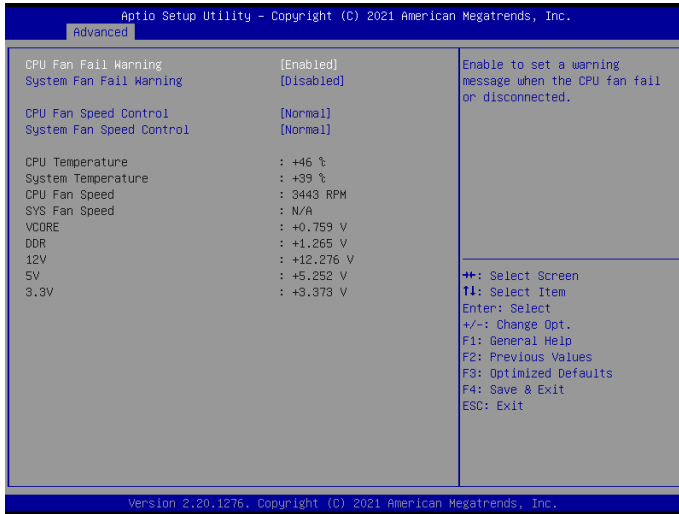 Aptio Setup Utility – Copyright (C) 2021 American Megatrends, Inc.
Advanced
CPU Fan Fail Warning [Enabled]
System Fan Fail Warning [Disabled]
CPU Fan Speed Control [Normal]
System Fan Speed Control [Normal]
CPU Temperature : +46 %
System Temperature : +39 %
CPU Fan Speed : 3443 RPM
SYS Fan Speed : N/A
VCORE : +0.759 V
DDR : +1.265 V
12V : +12.276 V
5V : +5.252 V
3.3V : +3.373 V
Enable to set a warning
message when the CPU fan fail
or disconnected.
→←: Select Screen
↑↓: Select Item
Enter: Select
+/-: Change Opt.
F1: General Help
F2: Previous Values
F3: Optimized Defaults
F4: Save & Exit
ESC: Exit
Version 2.20.1276. Copyright (C) 2021 American Megatrends, Inc.